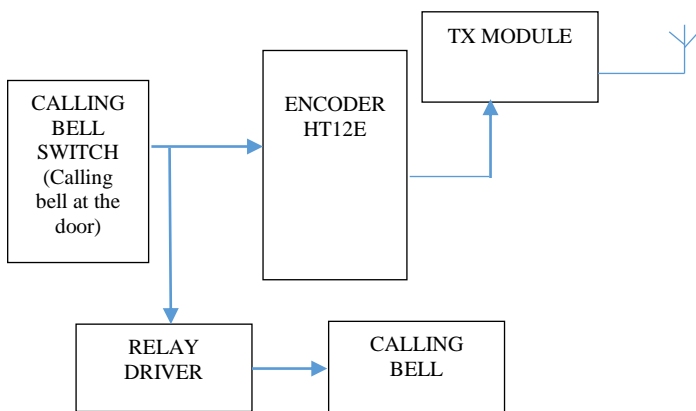 CALLING
BELL
SWITCH
(Calling
bell at the
door)
ENCODER
HT12E
TX MODULE
RELAY
DRIVER
CALLING
BELL